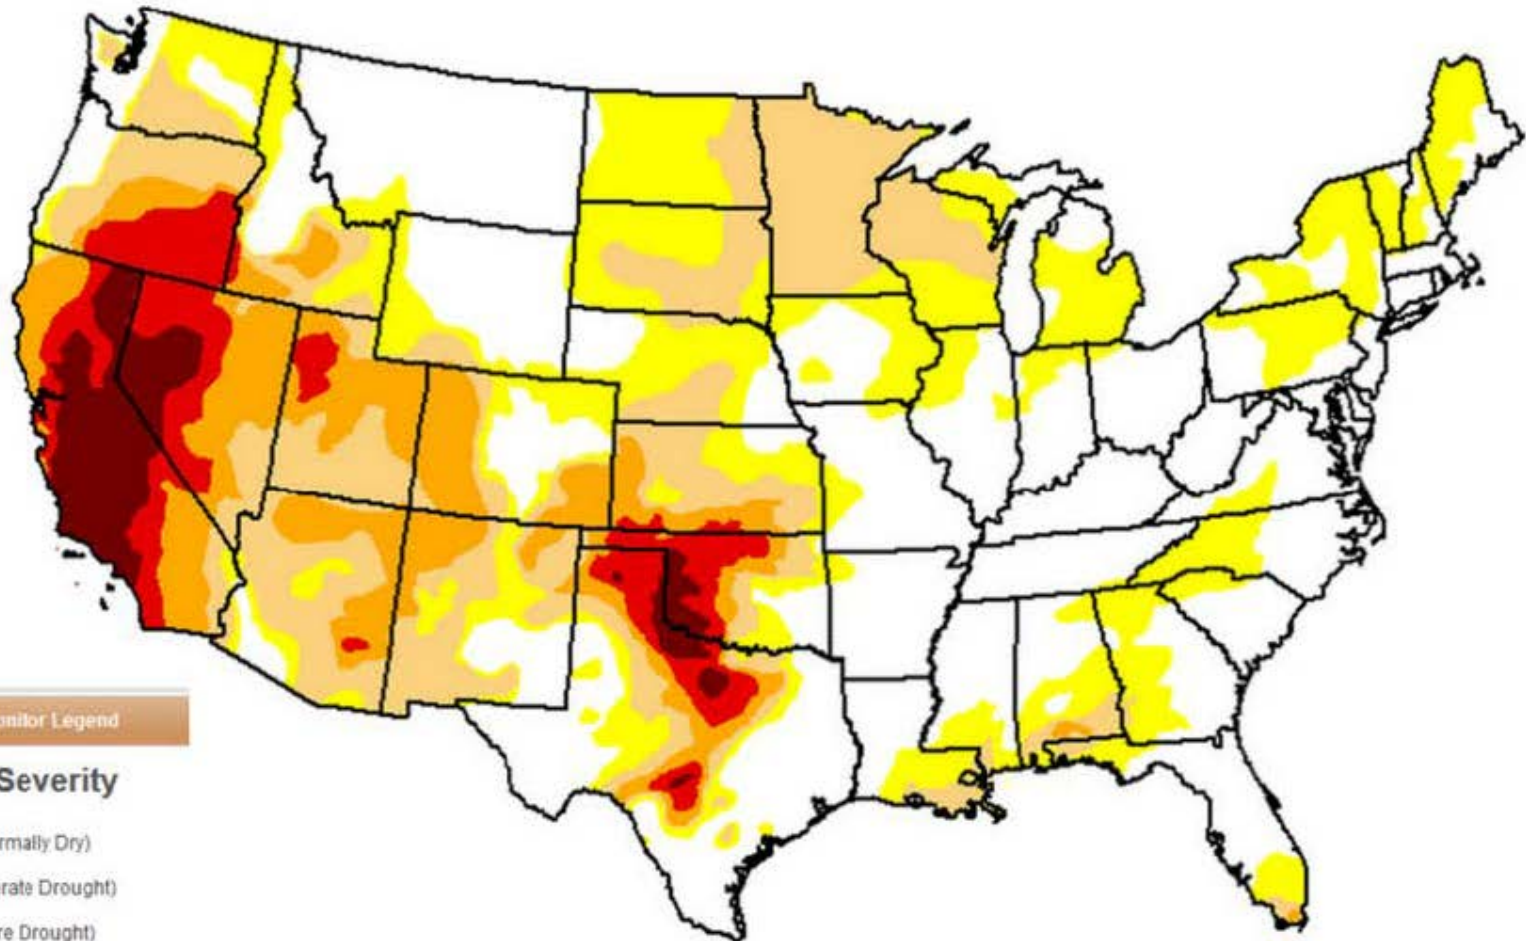 onitor Legend
Severity
rmally Dry)
rate Drought)
re Drought)